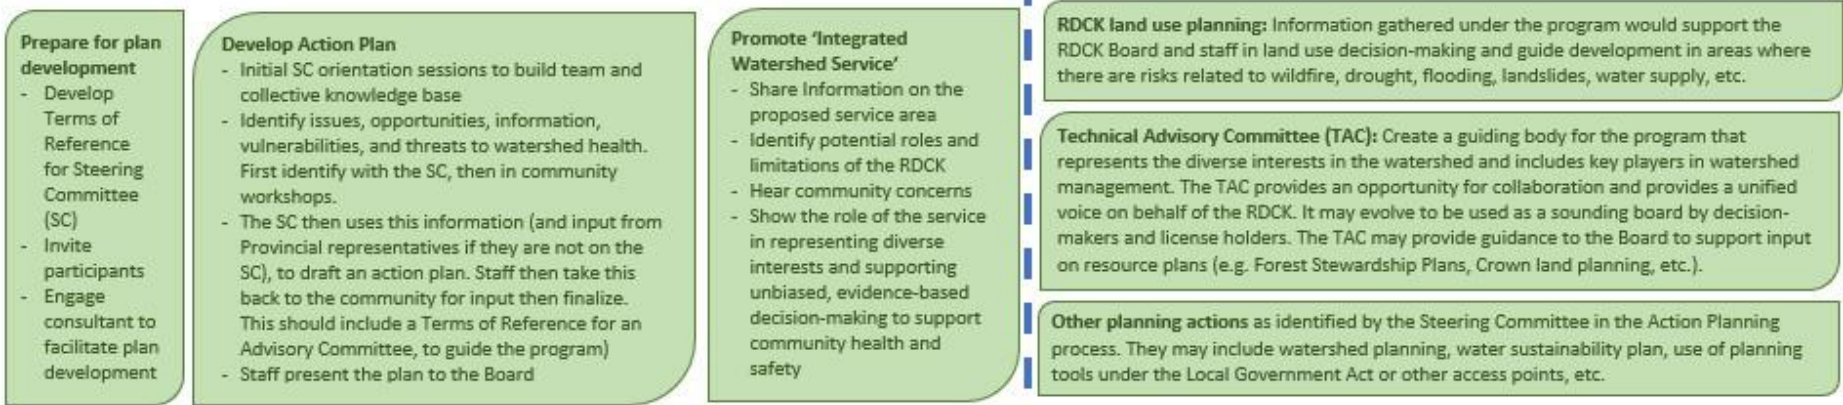 Prepare for plan
development
- Develop
Terms of
Reference
for Steering
Committee
(SC)
- Invite
participants
- Engage
consultant to
facilitate plan
development
Develop Action Plan
- Initial SC orientation sessions to build team and
collective knowledge base
- Identify issues, opportunities, information,
vulnerabilities, and threats to watershed health.
First identify with the SC, then in community
workshops.
- The SC then uses this information (and input from
Provincial representatives if they are not on the
SC), to draft an action plan. Staff then take this
back to the community for input then finalize.
This should include a Terms of Reference for an
Advisory Committee, to guide the program)
- Staff present the plan to the Board
Promote ‘Integrated
Watershed Service’
- Share Information on the
proposed service area
- Identify potential roles and
limitations of the RDCK
- Hear community concerns
- Show the role of the service
in representing diverse
interests and supporting
unbiased, evidence-based
decision-making to support
community health and
safety
RDCK land use planning: Information gathered under the program would support the
RDCK Board and staff in land use decision-making and guide development in areas where
there are risks related to wildfire, drought, flooding, landslides, water supply, etc.
Technical Advisory Committee (TAC): Create a guiding body for the program that
represents the diverse interests in the watershed and includes key players in watershed
management. The TAC provides an opportunity for collaboration and provides a unified
voice on behalf of the RDCK. It may evolve to be used as a sounding board by decision-
makers and license holders. The TAC may provide guidance to the Board to support input
on resource plans (e.g. Forest Stewardship Plans, Crown land planning, etc.).
Other planning actions as identified by the Steering Committee in the Action Planning
process. They may include watershed planning, water sustainability plan, use of planning
tools under the Local Government Act or other access points, etc.